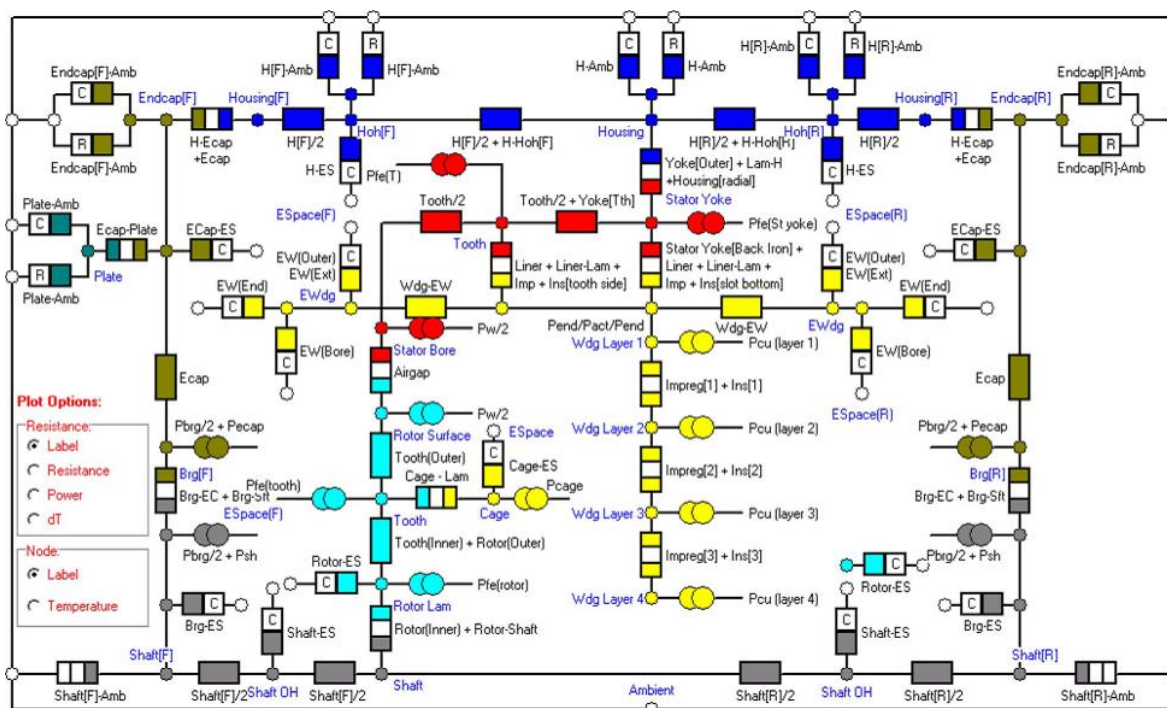 C
R
C
R
C
R
H[F]-Amb
H[F]-Amb
H-Amb
H-Amb
H[R]-Amb
H[R]-Amb
Endcap[F]-Amb
C
R
Endcap[F]-Amb
Endcap[F]
Housing[F]
H-Ecap
+Ecap
H[F]/2
Hoh[F]
H[F]/2 + H-Hoh[F]
Housing
H[R]/2 + H-Hoh[R]
Hoh[R]
H[R]/2
Housing[R]
Endcap[R]
H-Ecap
+Ecap
Endcap[R]-Amb
C
R
Endcap[R]-Amb
H-ES
C
Pfe(T)
Yoke[Outer] + Lam-H
+Housing[radial]
H-ES
C
Plate-Amb
C
Ecap-Plate
R
Plate-Amb
Plate
ECap-ES
C
ESpace(F)
Tooth/2
Tooth/2 + Yoke[Tth]
Stator Yoke
Pfe(St yoke)
ESpace(R)
ECap-ES
C
C
EW(Outer)
EW(Ext)
Tooth
Liner + Liner-Lam +
Imp + Ins[tooth side]
Stator Yoke[Back Iron] +
Liner + Liner-Lam +
Imp + Ins[slot bottom]
C
EW(Outer)
EW(Ext)
EW(End)
C
EWdg
Wdg-EW
Wdg-EW
EWdg
EW(End)
C
EW(Bore)
C
Pw/2
Stator Bore
Airgap
Pend/Pact/Pend
Wdg Layer 1
Pcu (layer 1)
EW(Bore)
C
ESpace(R)
Ecap
Impreg[1] + Ins[1]
Ecap
Plot Options:
Resistance:
Label
Resistance
Power
dT
Node:
Label
Temperature
Pbrg/2 + Pecap
Pw/2
Rotor Surface
ESpace
Wdg Layer 2
Pcu (layer 2)
Pbrg/2 + Pecap
Tooth(Outer)
C
Cage-ES
Brg[F]
Brg-EC + Brg-Sft
Pfe(tooth)
ESpace(F)
Cage - Lam
Pcage
Cage
Impreg[2] + Ins[2]
Brg[R]
Brg-EC + Brg-Sft
Tooth
Wdg Layer 3
Pcu (layer 3)
Pbrg/2 + Psh
Tooth(Inner) + Rotor(Outer)
Impreg[3] + Ins[3]
Pbrg/2 + Psh
Rotor-ES
C
Pfe(rotor)
Rotor Lam
Wdg Layer 4
Pcu (layer 4)
C
Rotor-ES
C
Brg-ES
C
Shaft-ES
Rotor(Inner) + Rotor-Shaft
C
Shaft-ES
C
Brg-ES
Shaft[F]
Shaft[R]
Shaft[F]-Amb
Shaft[F]/2
Shaft OH
Shaft[F]/2
Shaft
Ambient
Shaft[R]/2
Shaft OH
Shaft[R]/2
Shaft[R]-Amb